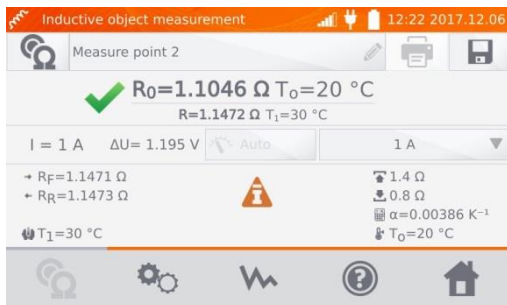 Inductive object measurement 12:22 2017.12.06
Measure point 2
R0=1.1046 Ω To=20 °C
R=1.1472 Ω T1=30 °C
I = 1 A ΔU= 1.195 V Auto 1 A
RF=1.1471 Ω 1.4 Ω
RR=1.1473 Ω 0.8 Ω
α=0.00386 K⁻¹
T1=30 °C To=20 °C